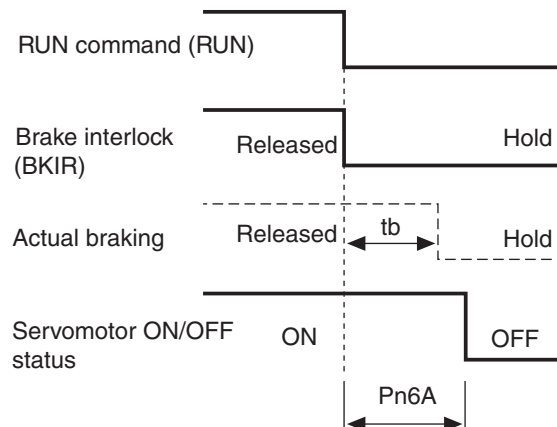 RUN command (RUN)
Brake interlock
(BKIR)
Released
Hold
Actual braking
Released
tb
Hold
Servomotor ON/OFF
status
ON
OFF
Pn6A